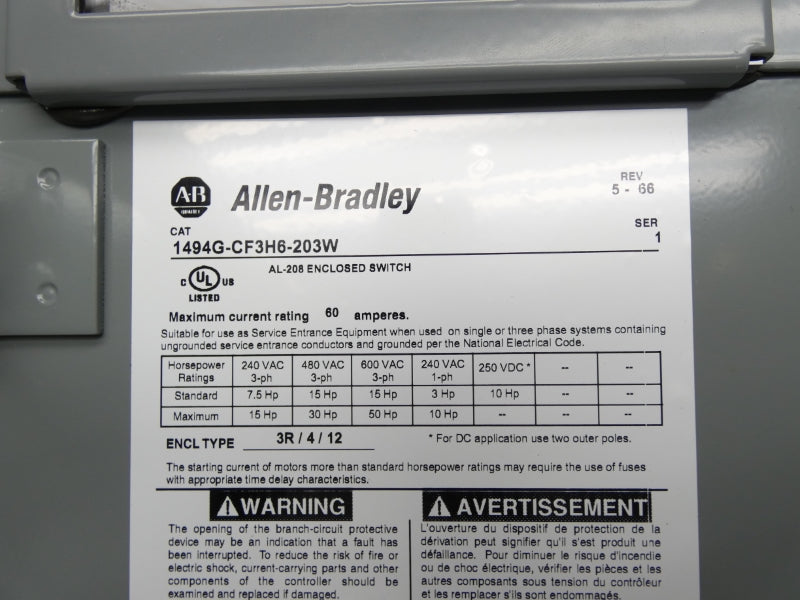 A-B
Allen-Bradley
REV
5 - 66
CAT
1494G-CF3H6-203W
SER
1
C UL US
LISTED
AL-208 ENCLOSED SWITCH
Maximum current rating 60 amperes.
Suitable for use as Service Entrance Equipment when used on single or three phase systems containing
ungrounded service entrance conductors and grounded per the National Electrical Code.
Horsepower Ratings 240 VAC 3-ph 480 VAC 3-ph 600 VAC 3-ph 240 VAC 1-ph 250 VDC * -- --
Standard 7.5 Hp 15 Hp 15 Hp 3 Hp 10 Hp -- --
Maximum 15 Hp 30 Hp 50 Hp 10 Hp -- -- --
ENCL TYPE 3R / 4 / 12 * For DC application use two outer poles.
The starting current of motors more than standard horsepower ratings may require the use of fuses
with appropriate time delay characteristics.
WARNING
The opening of the branch-circuit protective
device may be an indication that a fault has
been interrupted. To reduce the risk of fire or
electric shock, current-carrying parts and other
components of the controller should be
examined and replaced if damaged.
AVERTISSEMENT
L'ouverture du dispositif de protection de la
dérivation peut signifier qu'il s'est produit une
défaillance. Pour diminuer le risque d'incendie
ou de choc électrique, vérifier les pièces et les
autres composants sous tension du contrôleur
et les remplacer s'ils sont endommagés.